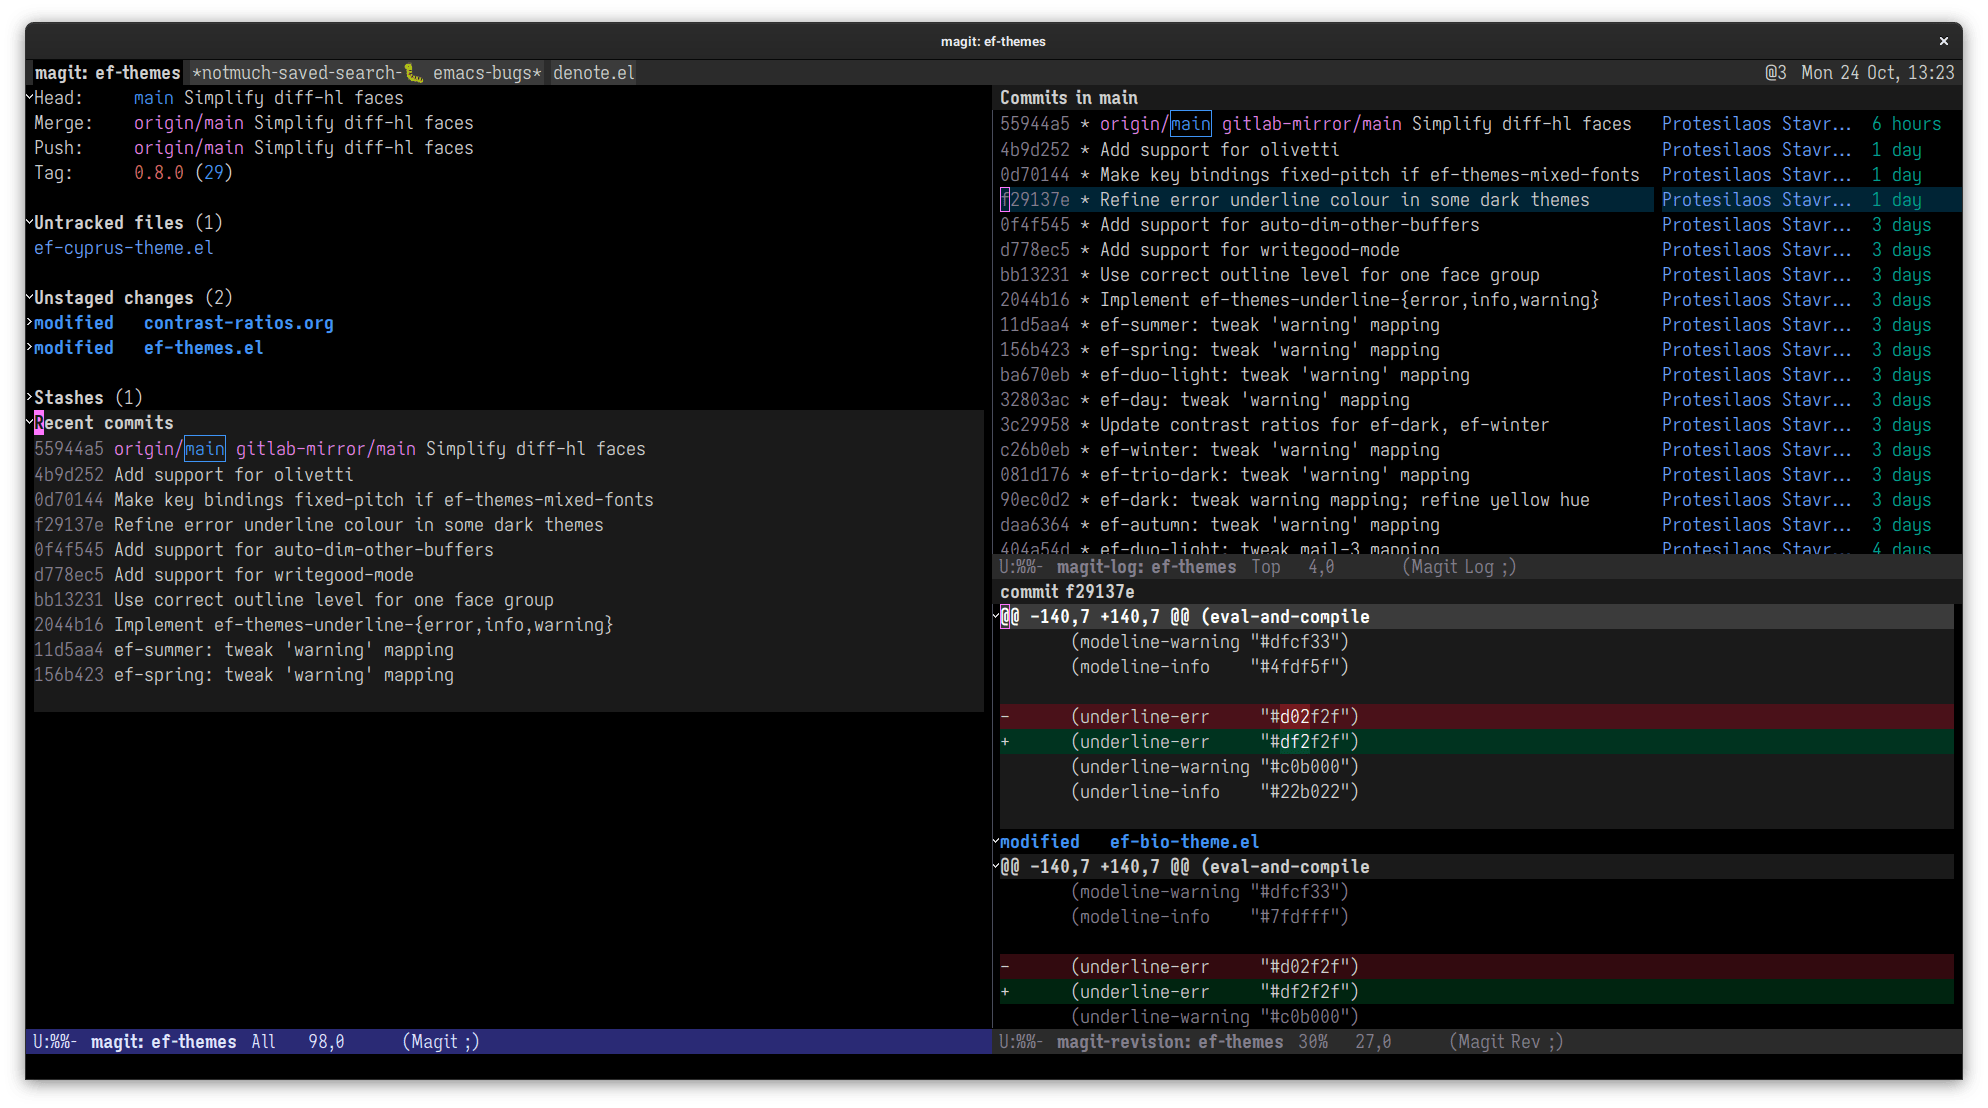 magit: ef-themes
magit: ef-themes *notmuch-saved-search-🐛 emacs-bugs* denote.el @3 Mon 24 Oct, 13:23
Head: main Simplify diff-hl faces
Merge: origin/main Simplify diff-hl faces
Push: origin/main Simplify diff-hl faces
Tag: 0.8.0 (29)
Untracked files (1)
ef-cyprus-theme.el
Unstaged changes (2)
modified contrast-ratios.org
modified ef-themes.el
Stashes (1)
Recent commits
55944a5 origin/main gitlab-mirror/main Simplify diff-hl faces
4b9d252 Add support for olivetti
0d70144 Make key bindings fixed-pitch if ef-themes-mixed-fonts
f29137e Refine error underline colour in some dark themes
0f4f545 Add support for auto-dim-other-buffers
d778ec5 Add support for writegood-mode
bb13231 Use correct outline level for one face group
2044b16 Implement ef-themes-underline-{error,info,warning}
11d5aa4 ef-summer: tweak 'warning' mapping
156b423 ef-spring: tweak 'warning' mapping
U:%%- magit: ef-themes All 98,0 (Magit ;)
Commits in main
55944a5 * origin/main gitlab-mirror/main Simplify diff-hl faces Protesilaos Stavr... 6 hours
4b9d252 * Add support for olivetti Protesilaos Stavr... 1 day
0d70144 * Make key bindings fixed-pitch if ef-themes-mixed-fonts Protesilaos Stavr... 1 day
f29137e * Refine error underline colour in some dark themes Protesilaos Stavr... 1 day
0f4f545 * Add support for auto-dim-other-buffers Protesilaos Stavr... 3 days
d778ec5 * Add support for writegood-mode Protesilaos Stavr... 3 days
bb13231 * Use correct outline level for one face group Protesilaos Stavr... 3 days
2044b16 * Implement ef-themes-underline-{error,info,warning} Protesilaos Stavr... 3 days
11d5aa4 * ef-summer: tweak 'warning' mapping Protesilaos Stavr... 3 days
156b423 * ef-spring: tweak 'warning' mapping Protesilaos Stavr... 3 days
ba670eb * ef-duo-light: tweak 'warning' mapping Protesilaos Stavr... 3 days
32803ac * ef-day: tweak 'warning' mapping Protesilaos Stavr... 3 days
3c29958 * Update contrast ratios for ef-dark, ef-winter Protesilaos Stavr... 3 days
c26b0eb * ef-winter: tweak 'warning' mapping Protesilaos Stavr... 3 days
081d176 * ef-trio-dark: tweak 'warning' mapping Protesilaos Stavr... 3 days
90ec0d2 * ef-dark: tweak warning mapping; refine yellow hue Protesilaos Stavr... 3 days
daa6364 * ef-autumn: tweak 'warning' mapping Protesilaos Stavr... 3 days
404a54d * ef-duo-light: tweak mail-3 mapping Protesilaos Stavr... 4 days
U:%%- magit-log: ef-themes Top 4,0 (Magit Log ;)
commit f29137e
@@ -140,7 +140,7 @@ (eval-and-compile
(modeline-warning "#dfcf33")
(modeline-info "#4fdf5f")
- (underline-err "#d02f2f")
+ (underline-err "#df2f2f")
(underline-warning "#c0b000")
(underline-info "#22b022")
modified ef-bio-theme.el
@@ -140,7 +140,7 @@ (eval-and-compile
(modeline-warning "#dfcf33")
(modeline-info "#7fdfff")
- (underline-err "#d02f2f")
+ (underline-err "#df2f2f")
(underline-warning "#c0b000")
U:%%- magit-revision: ef-themes 30% 27,0 (Magit Rev ;)